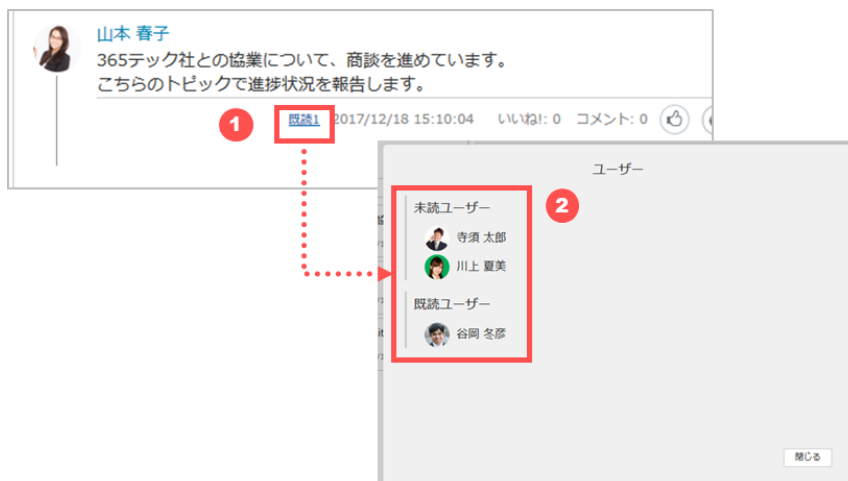 山本 春子
365テック社との協業について、商談を進めています。
こちらのトピックで進捗状況を報告します。
1 既読1 2017/12/18 15:10:04 いいね!: 0 コメント: 0
ユーザー
未読ユーザー
2
寺須 太郎
川上 夏美
既読ユーザー
谷岡 冬彦
閉じる